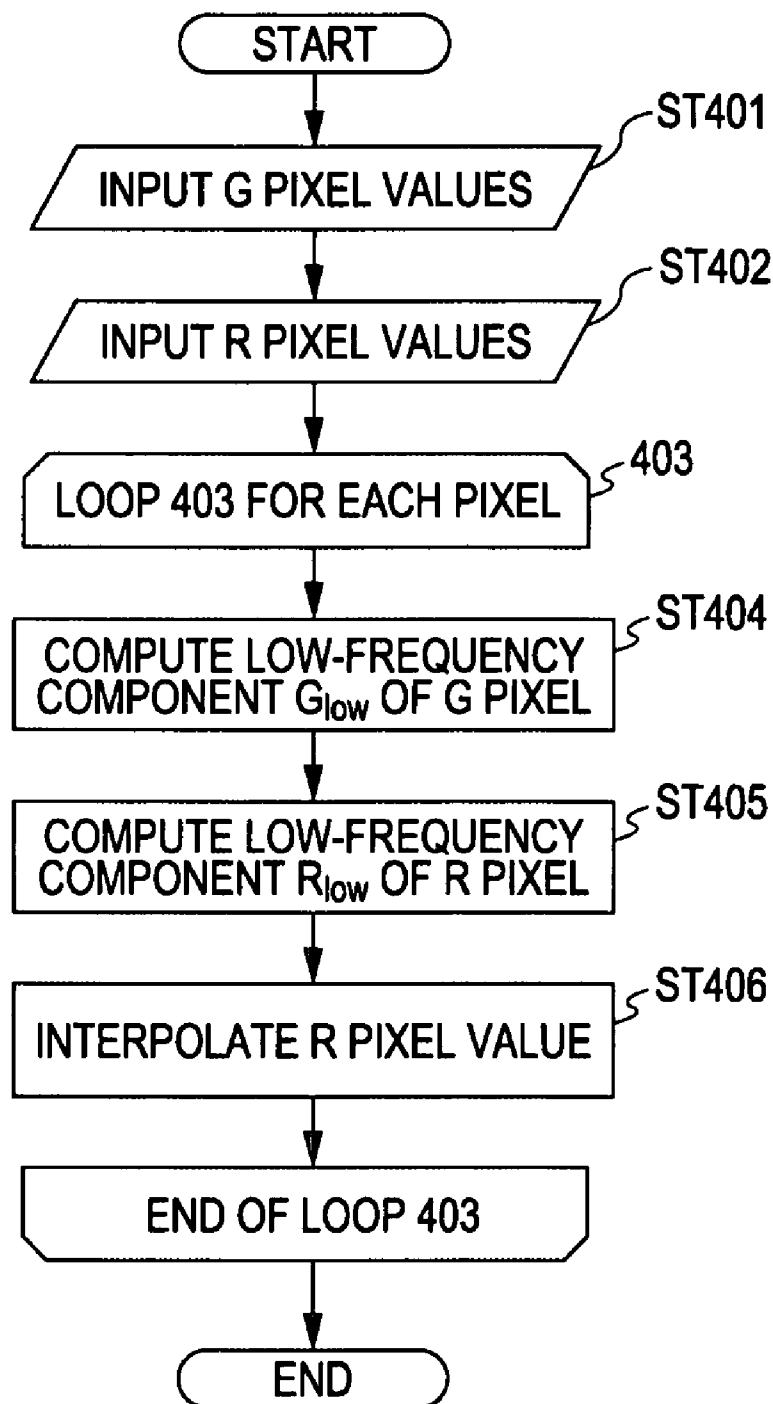 START
ST401
INPUT G PIXEL VALUES
ST402
INPUT R PIXEL VALUES
403
LOOP 403 FOR EACH PIXEL
ST404
COMPUTE LOW-FREQUENCY
COMPONENT Glow OF G PIXEL
ST405
COMPUTE LOW-FREQUENCY
COMPONENT Rlow OF R PIXEL
ST406
INTERPOLATE R PIXEL VALUE
END OF LOOP 403
END